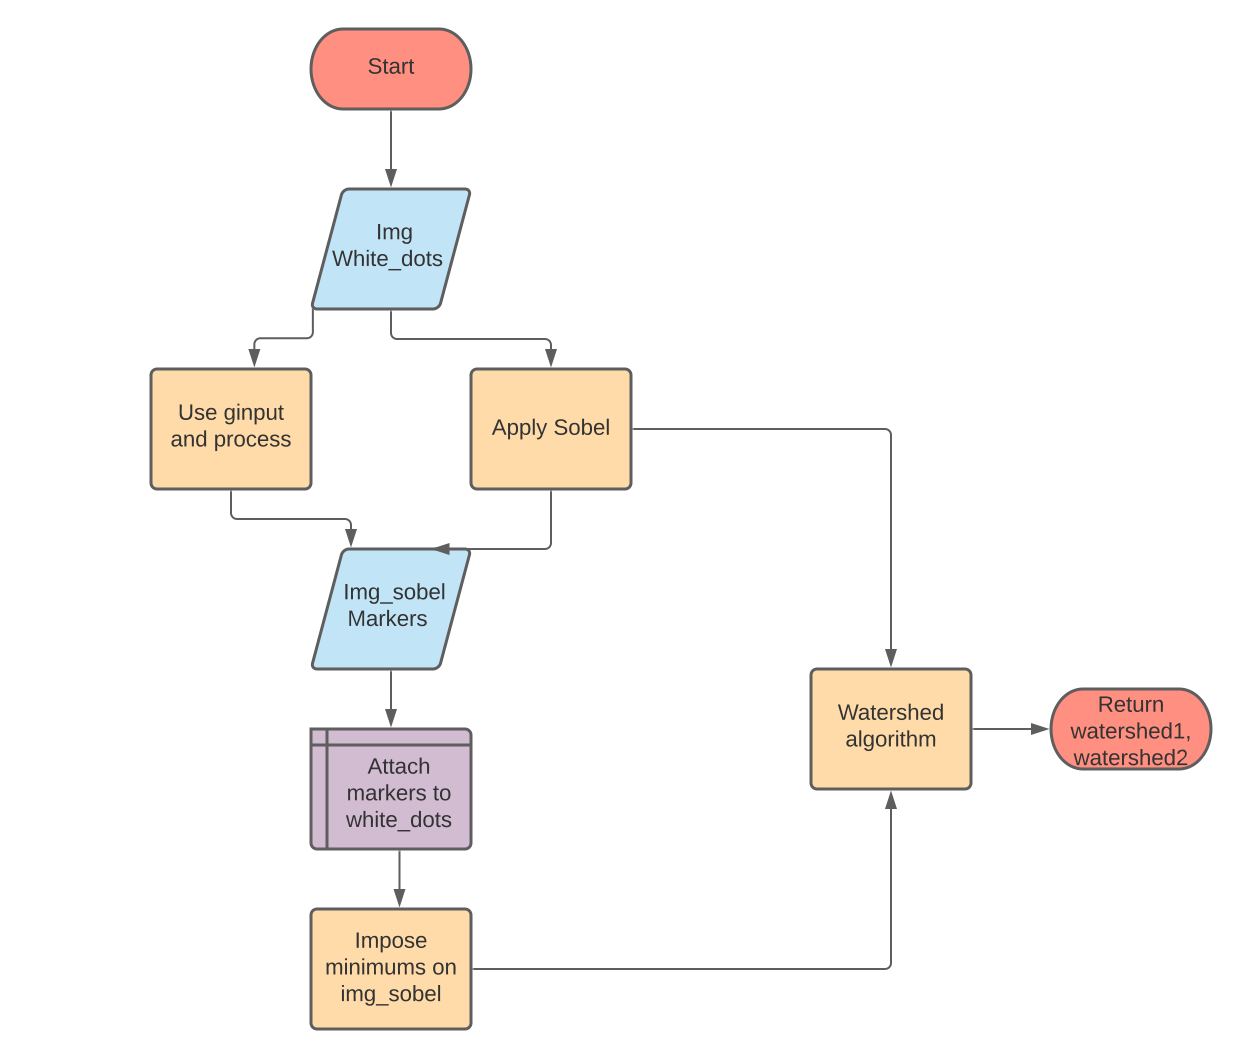 Start
Img
White_dots
Use ginput
and process
Apply Sobel
Img_sobel
Markers
Attach
markers to
white_dots
Impose
minimums on
img_sobel
Watershed
algorithm
Return
watershed1,
watershed2